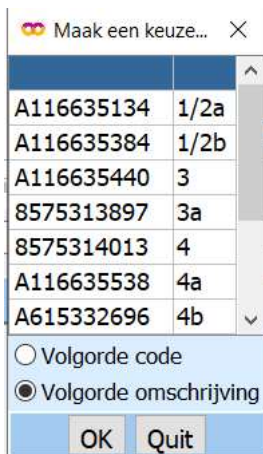 Maak een keuze...
A116635134 1/2a
A116635384 1/2b
A116635440 3
8575313897 3a
8575314013 4
A116635538 4a
A615332696 4b
Volgorde code
Volgorde omschrijving
OK Quit